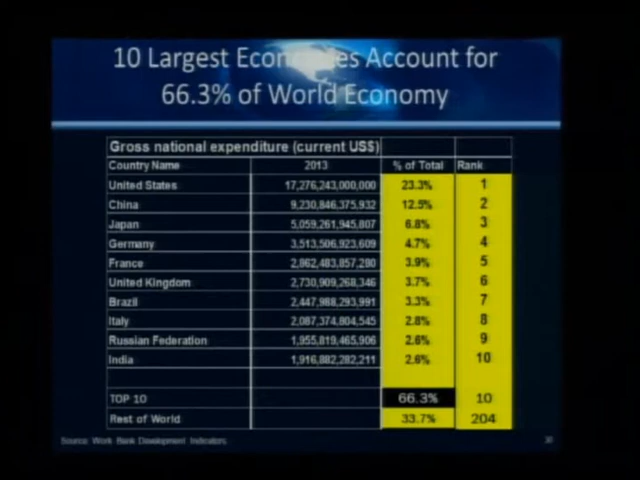 10 Largest Economies Account for
66.3% of World Economy
Gross national expenditure (current US$)
Country Name 2013 % of Total Rank
United States 17,276,243,000,000 23.3% 1
China 9,230,846,375,932 12.5% 2
Japan 5,059,261,945,807 6.8% 3
Germany 3,513,506,923,609 4.7% 4
France 2,862,483,857,280 3.9% 5
United Kingdom 2,730,909,268,346 3.7% 6
Brazil 2,447,988,293,991 3.3% 7
Italy 2,087,374,804,545 2.8% 8
Russian Federation 1,955,819,465,906 2.6% 9
India 1,916,882,282,211 2.6% 10
TOP 10 66.3% 10
Rest of World 33.7% 204
Source: Work Bank Development Indicators
30